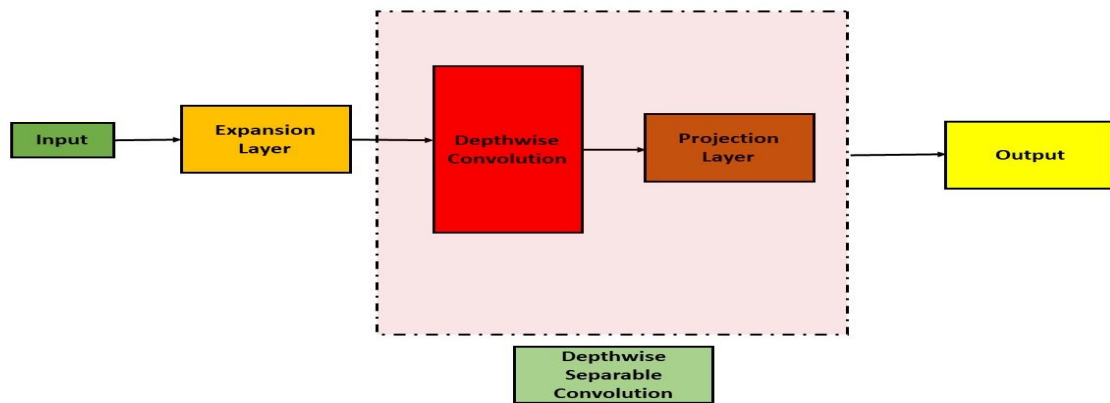 Input
Expansion
Layer
Depthwise
Convolution
Projection
Layer
Output
Depthwise
Separable
Convolution